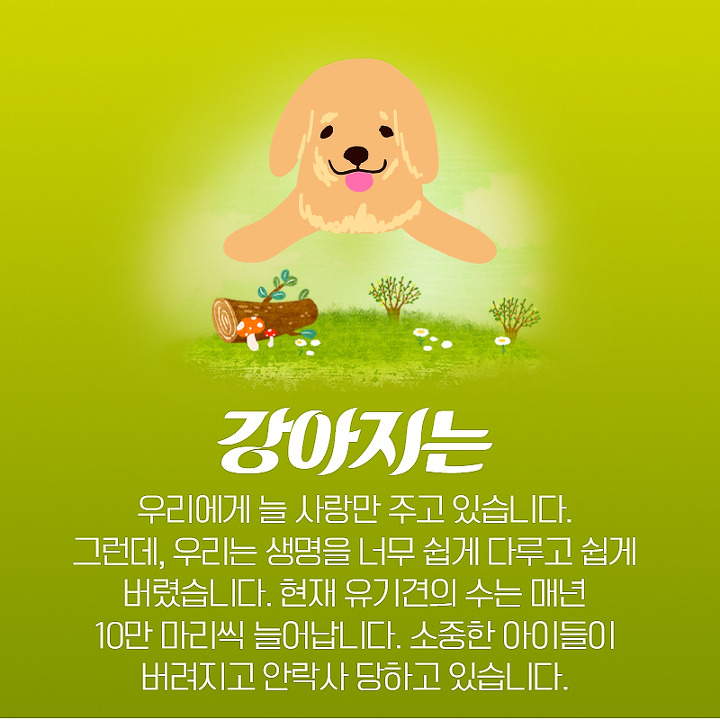 강아지는
우리에게 늘 사랑만 주고 있습니다.
그런데, 우리는 생명을 너무 쉽게 다루고 쉽게
버렸습니다. 현재 유기견의 수는 매년
10만 마리씩 늘어납니다. 소중한 아이들이
버려지고 안락사 당하고 있습니다.